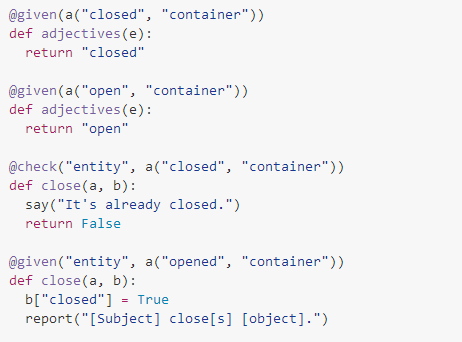 @given(a("closed", "container"))
def adjectives(e):
  return "closed"

@given(a("open", "container"))
def adjectives(e):
  return "open"

@check("entity", a("closed", "container"))
def close(a, b):
  say("It's already closed.")
  return False

@given("entity", a("opened", "container"))
def close(a, b):
  b["closed"] = True
  report("[Subject] close[s] [object].")